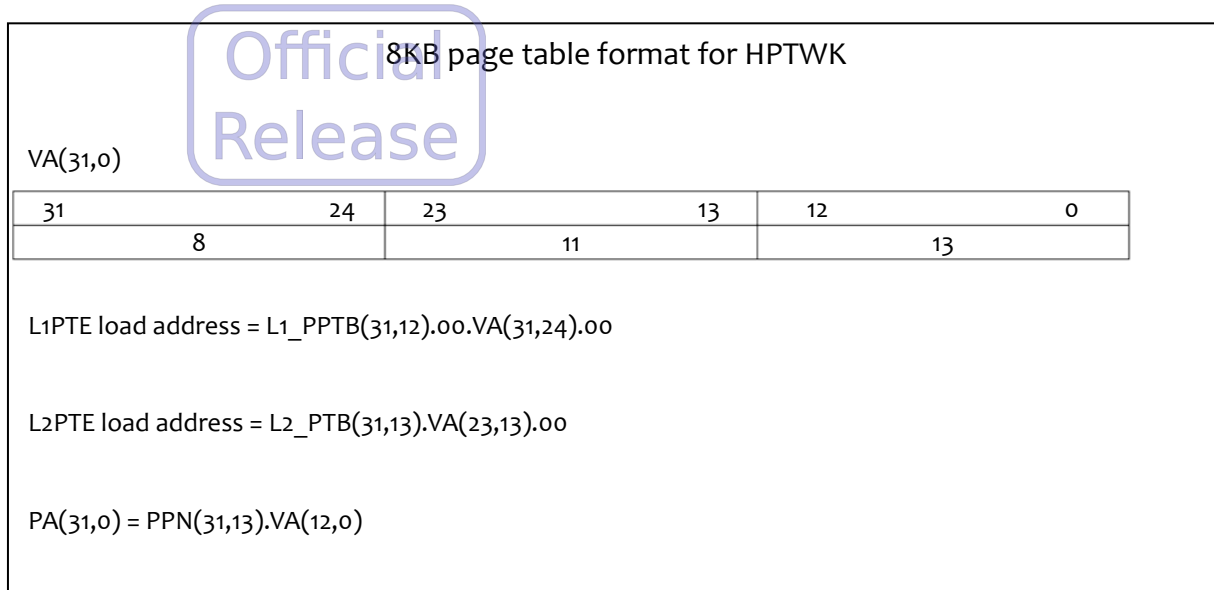 Official
Release
8KB page table format for HPTWK
VA(31,0)
31 24 23 13 12 0
8 11 13
L1PTE load address = L1_PPTB(31,12).00.VA(31,24).00
L2PTE load address = L2_PTB(31,13).VA(23,13).00
PA(31,0) = PPN(31,13).VA(12,0)